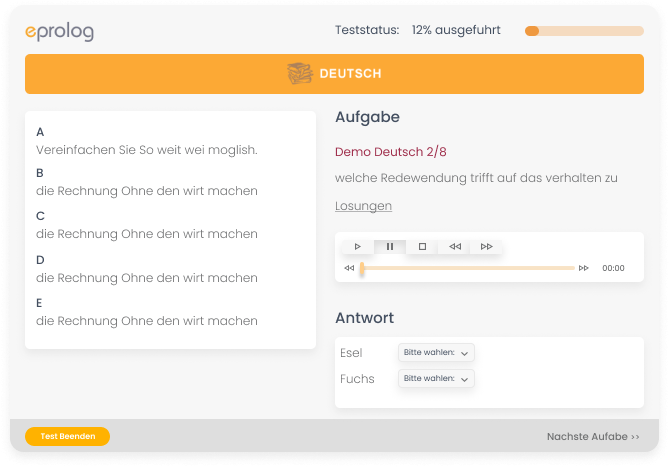 eprolog
Teststatus: 12% ausgefuhrt
DEUTSCH
A
Vereinfachen Sie So weit wei moglish.
B
die Rechnung Ohne den wirt machen
C
die Rechnung Ohne den wirt machen
D
die Rechnung Ohne den wirt machen
E
die Rechnung Ohne den wirt machen
Aufgabe
Demo Deutsch 2/8
welche Redewendung trifft auf das verhalten zu
Losungen
00:00
Antwort
Esel Bitte wahlen:
Fuchs Bitte wahlen:
Test Beenden
Nachste Aufabe >>